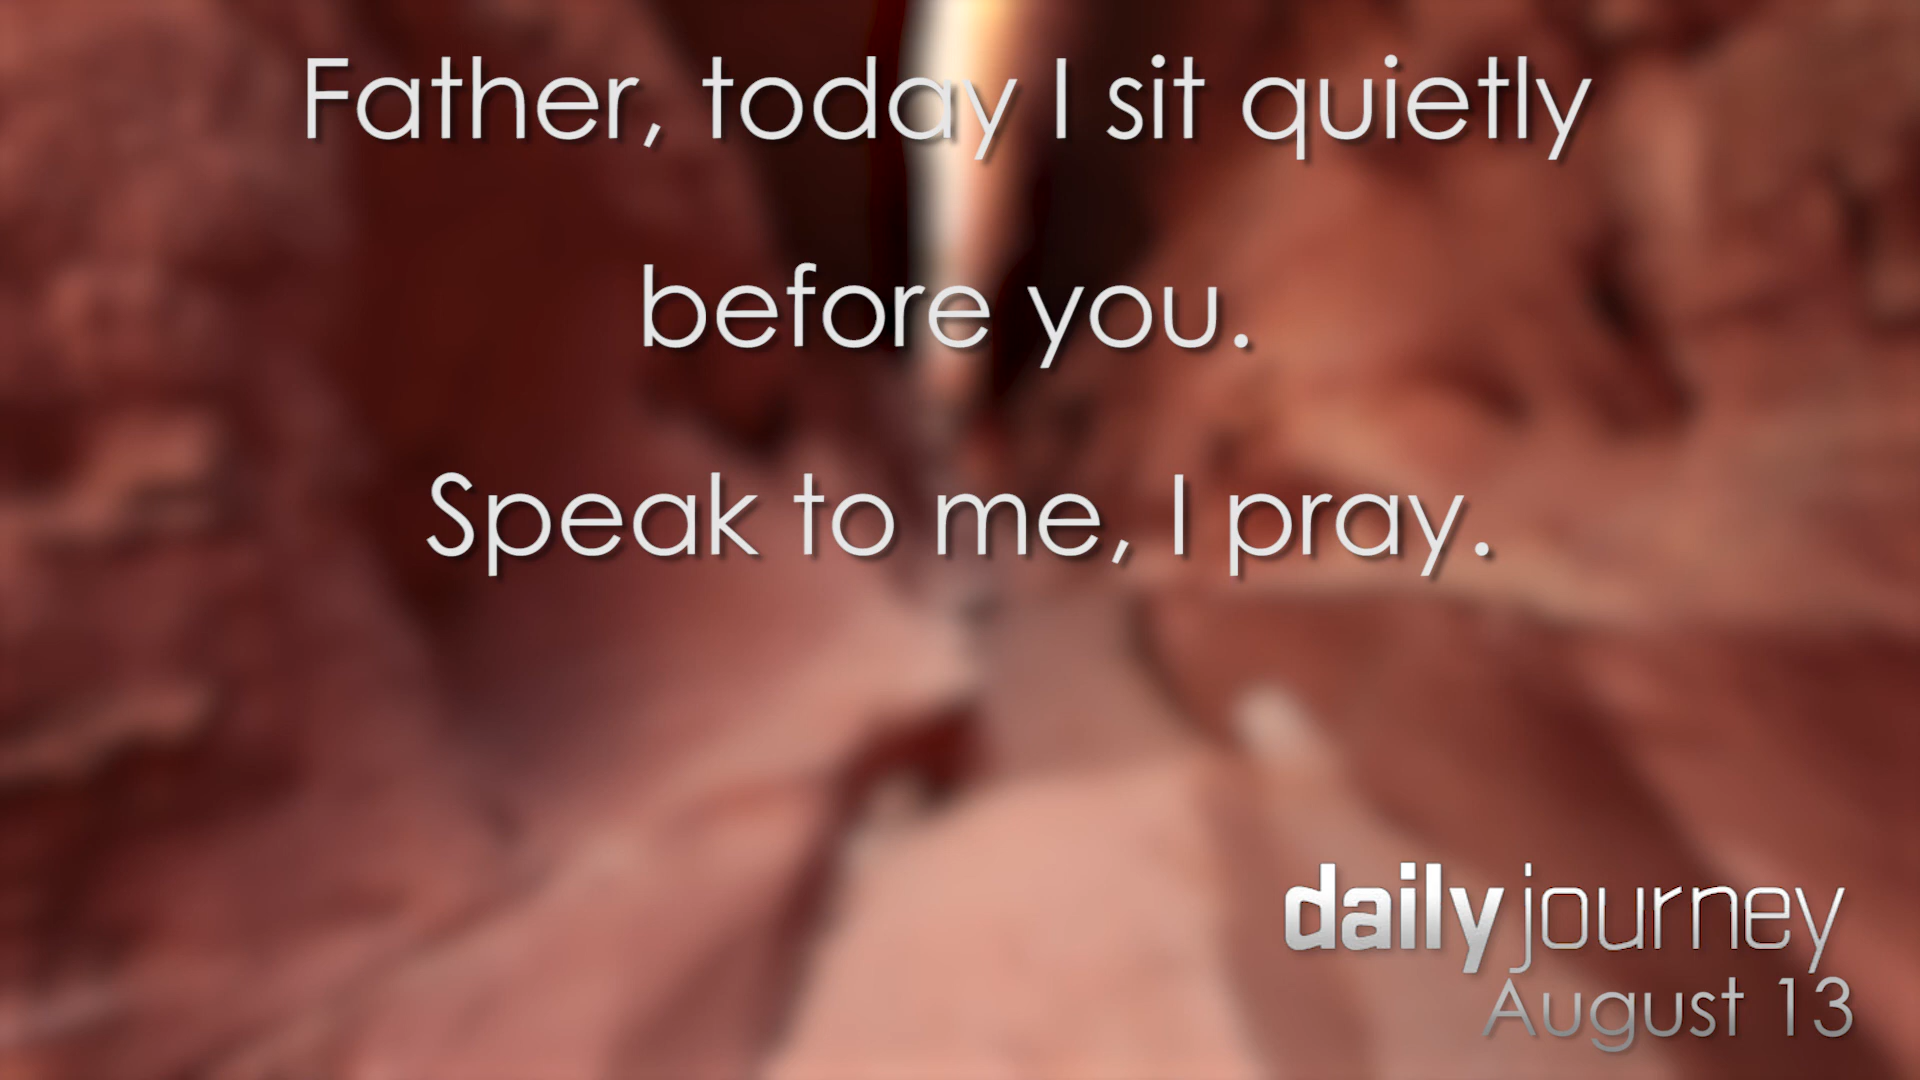 Father, today I sit quietly
before you.
Speak to me, I pray.
daily journey
August 13